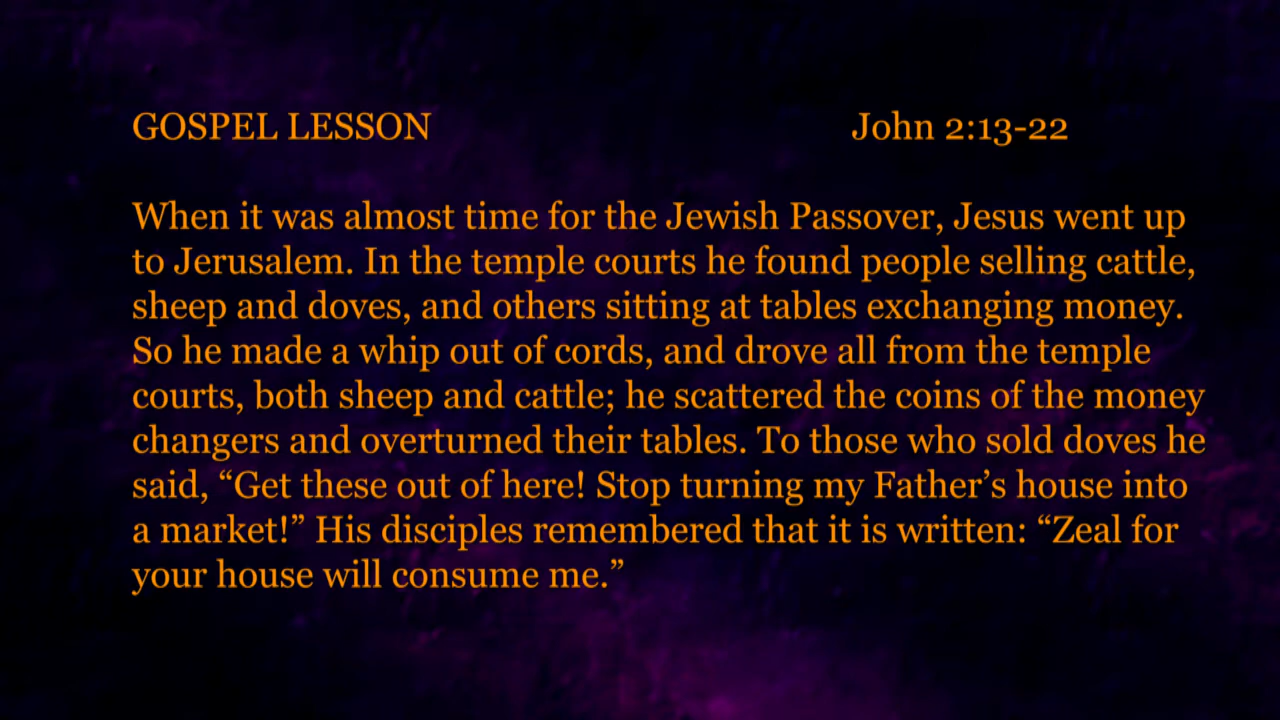 GOSPEL LESSON John 2:13-22
When it was almost time for the Jewish Passover, Jesus went up
to Jerusalem. In the temple courts he found people selling cattle,
sheep and doves, and others sitting at tables exchanging money.
So he made a whip out of cords, and drove all from the temple
courts, both sheep and cattle; he scattered the coins of the money
changers and overturned their tables. To those who sold doves he
said, “Get these out of here! Stop turning my Father’s house into
a market!” His disciples remembered that it is written: “Zeal for
your house will consume me.”